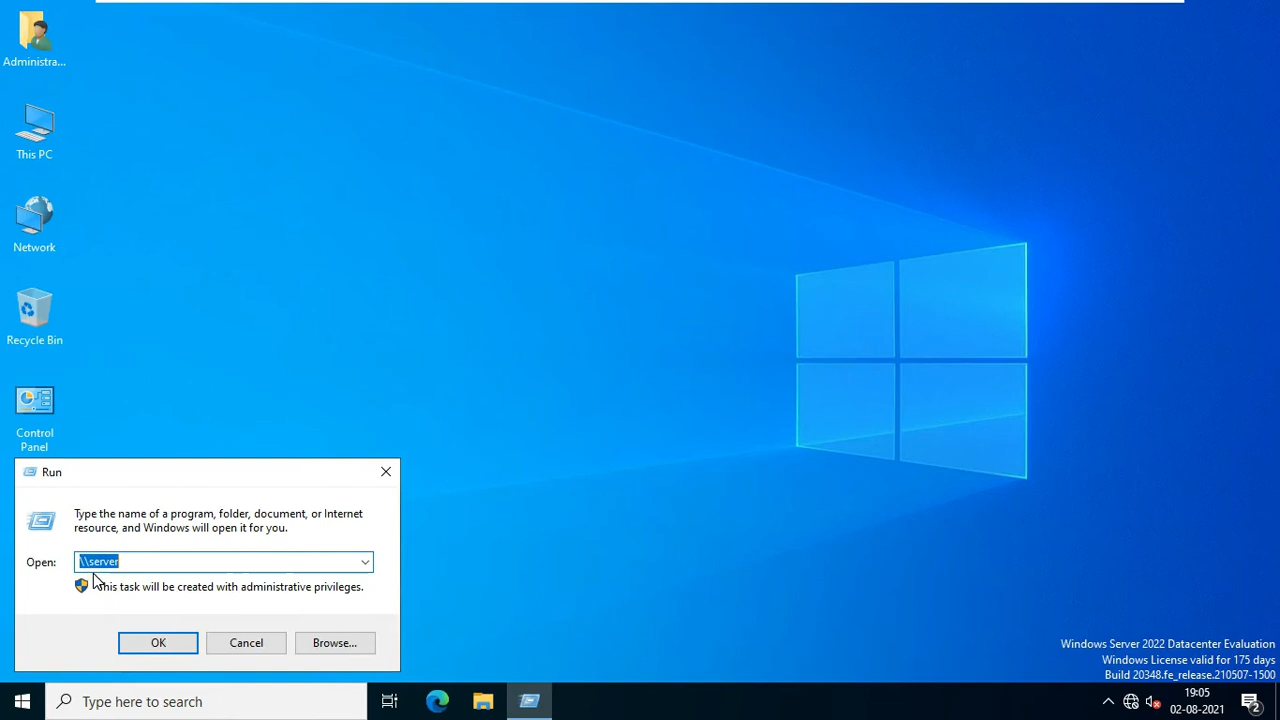 Administra...
This PC
Network
Recycle Bin
Control
Panel
Run
Type the name of a program, folder, document, or Internet
resource, and Windows will open it for you.
Open:
\\server
This task will be created with administrative privileges.
OK
Cancel
Browse...
Windows Server 2022 Datacenter Evaluation
Windows License valid for 175 days
Build 20348.fe_release.210507-1500
Type here to search
19:05
02-08-2021
2